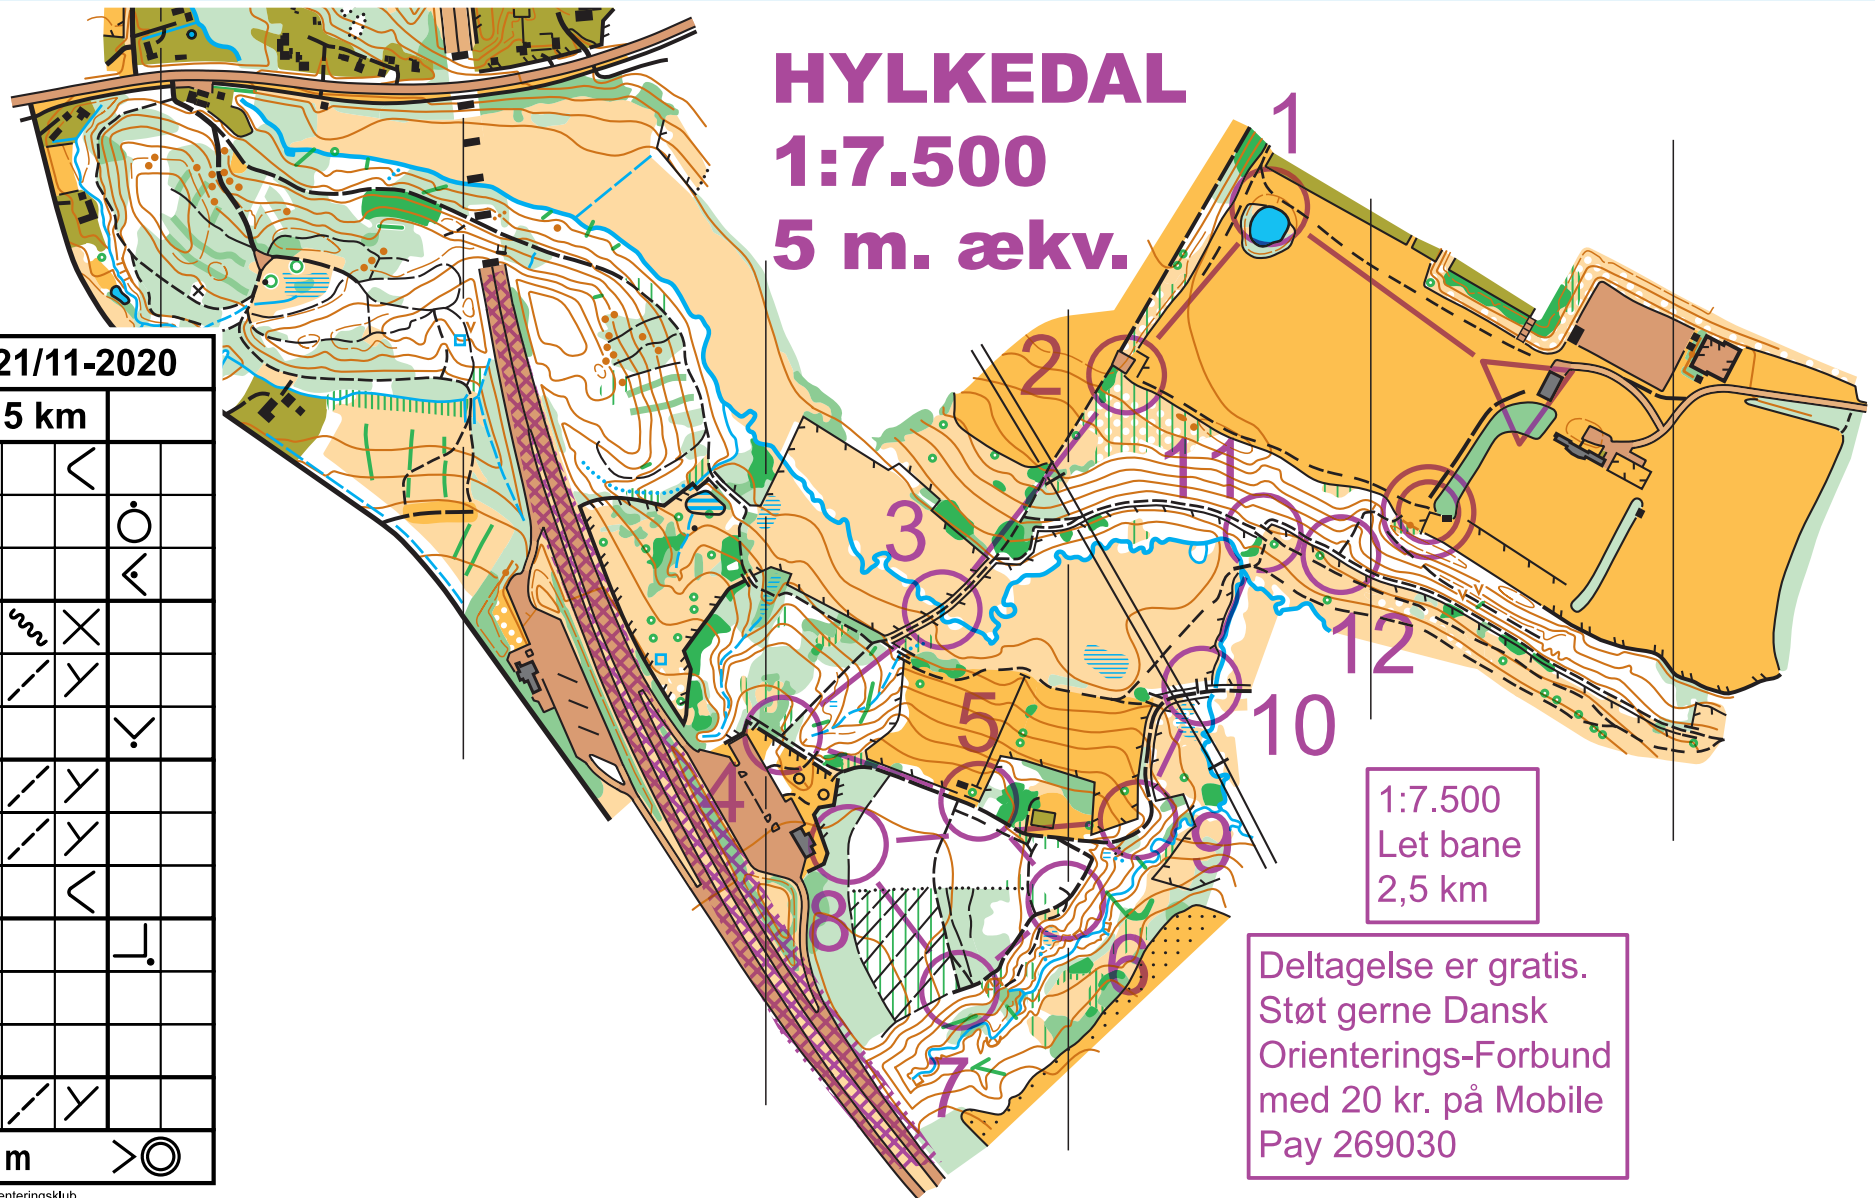 HYLKEDAL
1:7.500
5 m. ækv.
21/11-2020
5 km
m
enteringsklub
1
2
3
4
5
6
7
8
9
10
11
12
1:7.500
Let bane
2,5 km
Deltagelse er gratis.
Støt gerne Dansk
Orienterings-Forbund
med 20 kr. på Mobile
Pay 269030